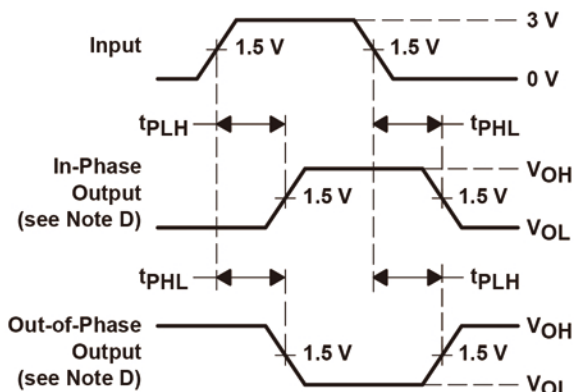 3 V
Input
1.5 V 1.5 V
0 V
tPLH tPHL
In-Phase
Output
(see Note D)
VOH
1.5 V 1.5 V
VOL
tPHL tPLH
Out-of-Phase
Output
(see Note D)
VOH
1.5 V 1.5 V
VOL